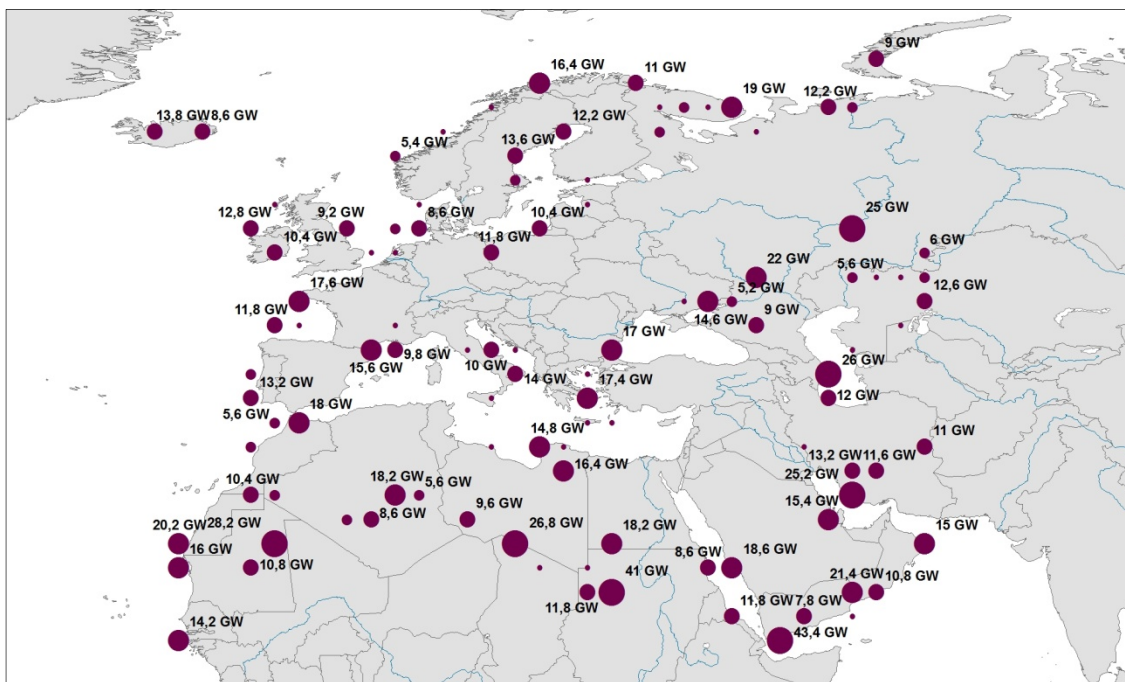 9 GW
16,4 GW
11 GW
19 GW
12,2 GW
13,8 GW
8,6 GW
12,2 GW
13,6 GW
5,4 GW
12,8 GW
9,2 GW
8,6 GW
10,4 GW
25 GW
10,4 GW
11,8 GW
6 GW
22 GW
5,6 GW
17,6 GW
5,2 GW
12,6 GW
11,8 GW
14,6 GW
9 GW
17 GW
15,6 GW
9,8 GW
10 GW
26 GW
14 GW
17,4 GW
13,2 GW
12 GW
5,6 GW
18 GW
14,8 GW
11 GW
13,2 GW
11,6 GW
16,4 GW
25,2 GW
10,4 GW
18,2 GW
5,6 GW
15,4 GW
9,6 GW
8,6 GW
20,2 GW
28,2 GW
26,8 GW
18,2 GW
15 GW
16 GW
10,8 GW
8,6 GW
18,6 GW
41 GW
21,4 GW
10,8 GW
11,8 GW
11,8 GW
7,8 GW
14,2 GW
43,4 GW